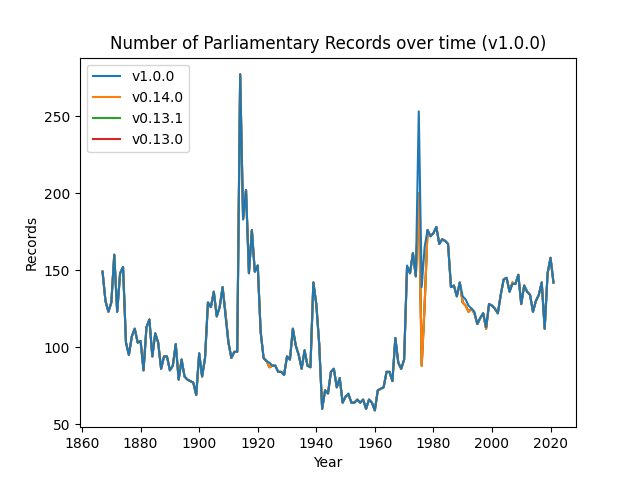 Number of Parliamentary Records over time (v1.0.0)
v1.0.0
v0.14.0
v0.13.1
v0.13.0
250
200
150
100
50
Records
1860 1880 1900 1920 1940 1960 1980 2000 2020
Year